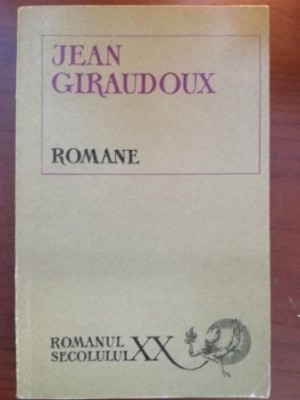 JEAN
GIRAUDOUX
ROMANE
ROMANUL
SECOLULUI XX